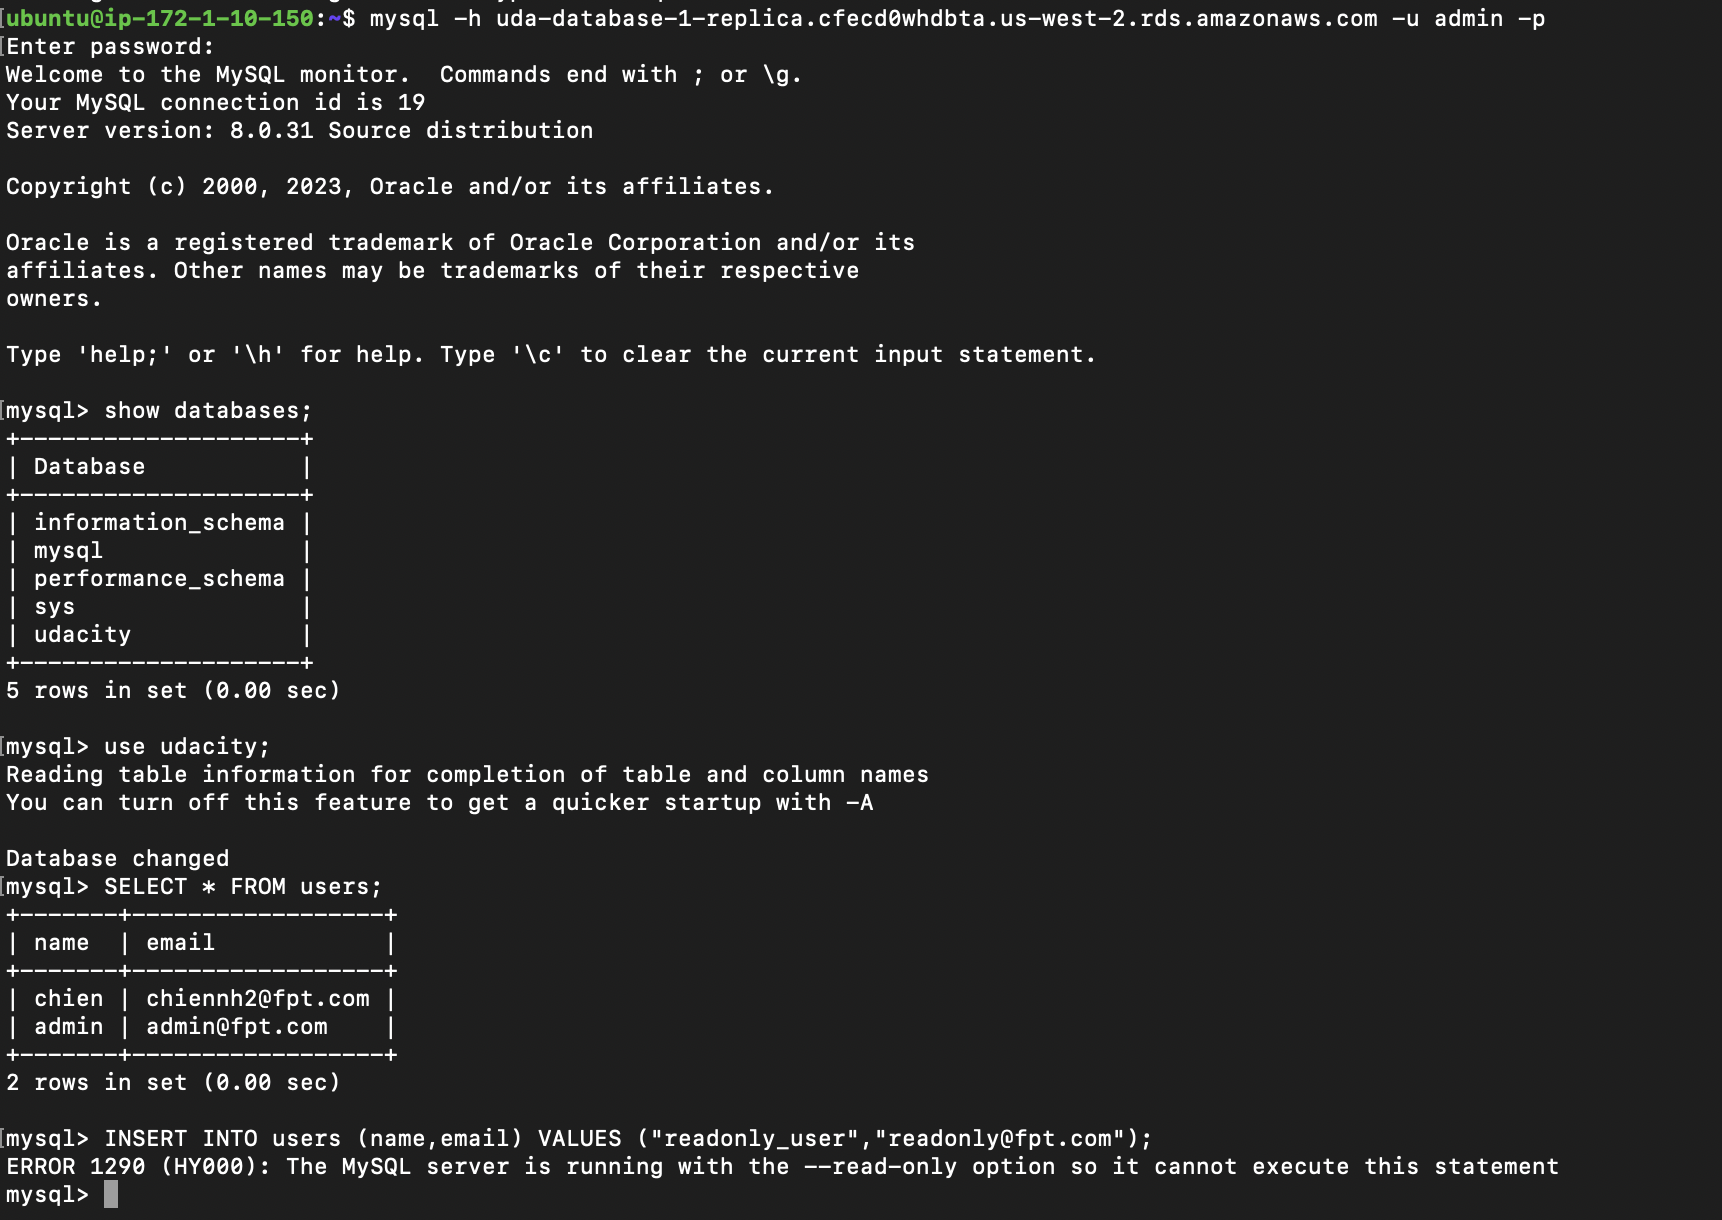 ubuntu@ip-172-1-10-150:~$ mysql -h uda-database-1-replica.cfecd0whdbta.us-west-2.rds.amazonaws.com -u admin -p
Enter password:
Welcome to the MySQL monitor.  Commands end with ; or \g.
Your MySQL connection id is 19
Server version: 8.0.31 Source distribution

Copyright (c) 2000, 2023, Oracle and/or its affiliates.

Oracle is a registered trademark of Oracle Corporation and/or its
affiliates. Other names may be trademarks of their respective
owners.

Type 'help;' or '\h' for help. Type '\c' to clear the current input statement.

mysql> show databases;
+--------------------+
| Database           |
+--------------------+
| information_schema |
| mysql              |
| performance_schema |
| sys                |
| udacity            |
+--------------------+
5 rows in set (0.00 sec)

mysql> use udacity;
Reading table information for completion of table and column names
You can turn off this feature to get a quicker startup with -A

Database changed
mysql> SELECT * FROM users;
+-------+------------------+
| name  | email            |
+-------+------------------+
| chien | chiennh2@fpt.com |
| admin | admin@fpt.com    |
+-------+------------------+
2 rows in set (0.00 sec)

mysql> INSERT INTO users (name,email) VALUES ("readonly_user","readonly@fpt.com");
ERROR 1290 (HY000): The MySQL server is running with the --read-only option so it cannot execute this statement
mysql>